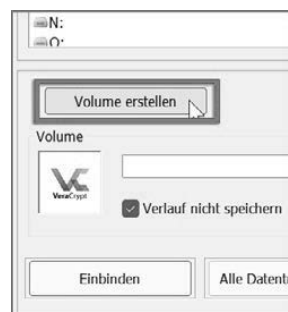 N:
O:
Volume erstellen
Volume
VeraCrypt
Verlauf nicht speichern
Einbinden
Alle Datentr